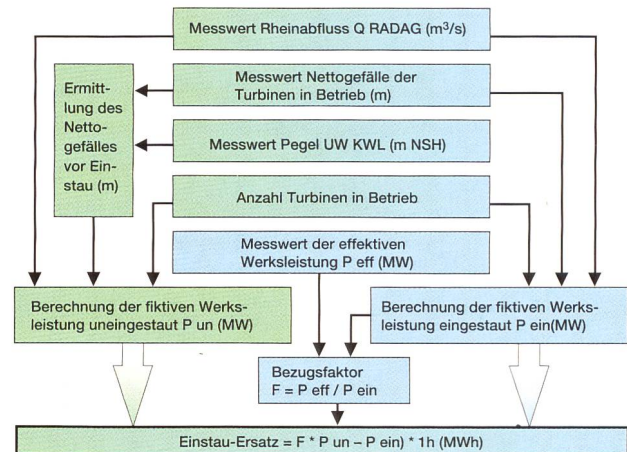 Messwert Rheinabfluss Q RADAG (m³/s)
Messwert Nettogefälle der
Turbinen in Betrieb (m)
Ermitt-
lung des
Netto-
gefälles
vor Ein-
stau (m)
Messwert Pegel UW KWL (m NSH)
Anzahl Turbinen in Betrieb
Messwert der effektiven
Werksleistung P eff (MW)
Berechnung der fiktiven Werks-
leistung uneingestaut P un (MW)
Berechnung der fiktiven Werks-
leistung eingestaut P ein(MW)
Bezugsfaktor
F = P eff / P ein
Einstau-Ersatz = F * P un – P ein) * 1h (MWh)